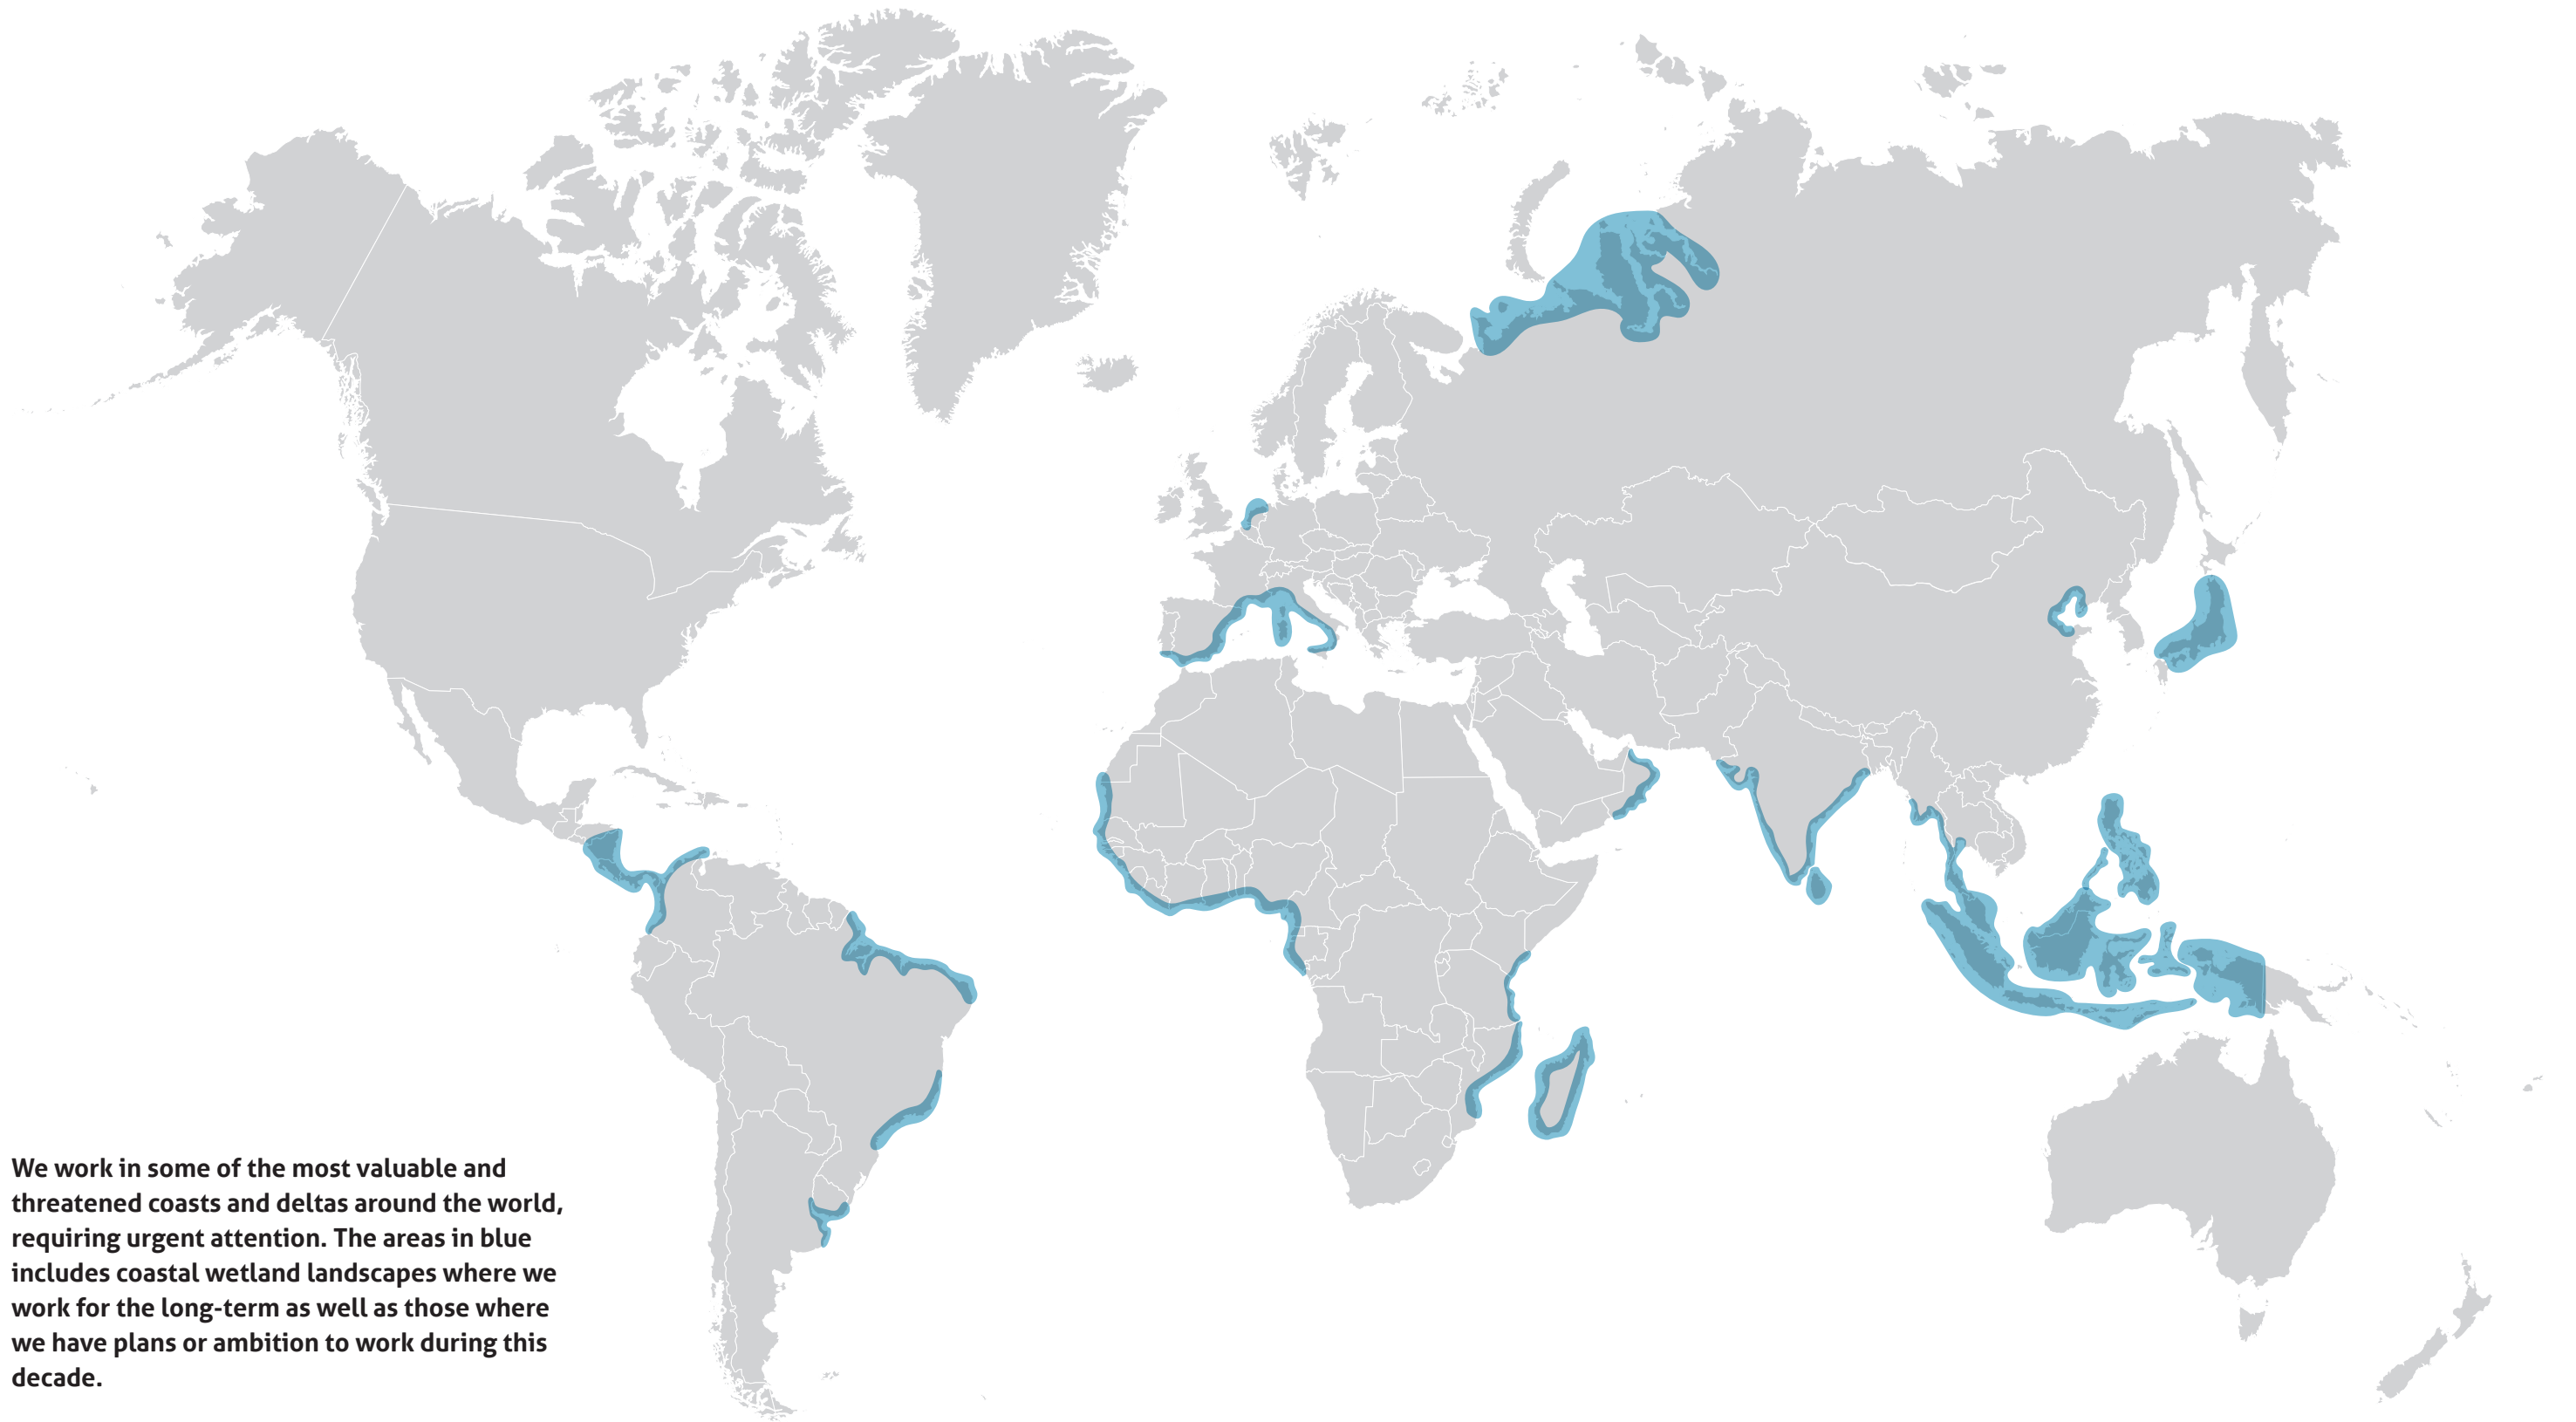 We work in some of the most valuable and
threatened coasts and deltas around the world,
requiring urgent attention. The areas in blue
includes coastal wetland landscapes where we
work for the long-term as well as those where
we have plans or ambition to work during this
decade.